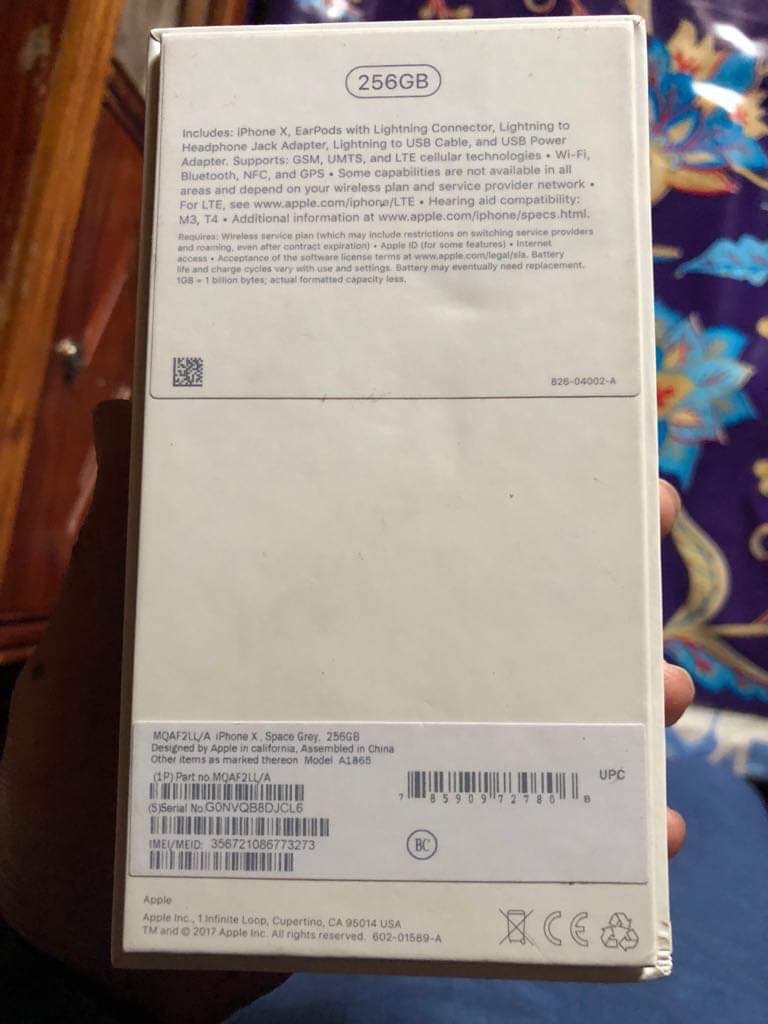 256GB
Includes: iPhone X, EarPods with Lightning Connector, Lightning to
Headphone Jack Adapter, Lightning to USB Cable, and USB Power
Adapter. Supports: GSM, UMTS, and LTE cellular technologies • Wi-Fi,
Bluetooth, NFC, and GPS • Some capabilities are not available in all
areas and depend on your wireless plan and service provider network •
For LTE, see www.apple.com/iphone/LTE • Hearing aid compatibility:
M3, T4 • Additional information at www.apple.com/iphone/specs.html.
Requires: Wireless service plan (which may include restrictions on switching service providers
and roaming, even after contract expiration) • Apple ID (for some features) • Internet
access • Acceptance of the software license terms at www.apple.com/legal/sla. Battery
life and charge cycles vary with use and settings. Battery may eventually need replacement.
1GB = 1 billion bytes; actual formatted capacity less.
826-04002-A
MQAF2LL/A iPhone X , Space Grey, 256GB
Designed by Apple in california, Assembled in China
Other items as marked thereon Model A1865
(1P) Part no.MQAF2LL/A
(S)Serial No.G0NVQB8DJCL6
IMEI/MEID: 356721086773273
UPC
7 85909 72780 8
BC
Apple
Apple Inc., 1 Infinite Loop, Cupertino, CA 95014 USA
TM and © 2017 Apple Inc. All rights reserved. 602-01589-A
CE